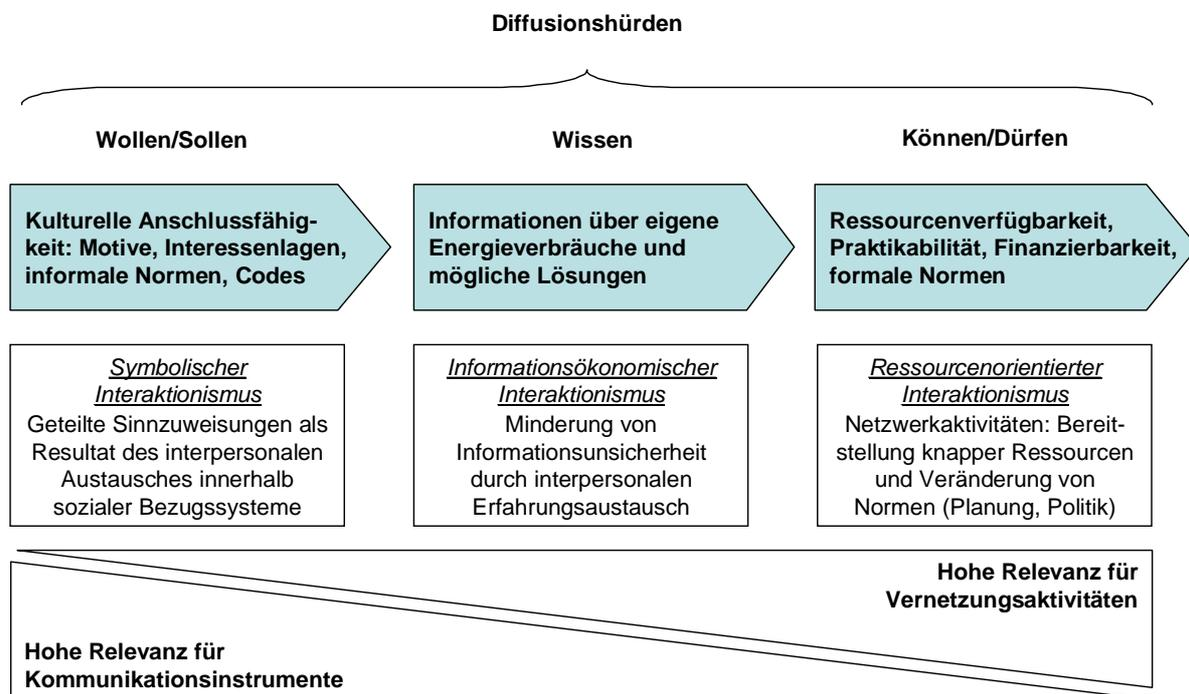 Diffusionshürden
Wollen/Sollen
Wissen
Können/Dürfen
Kulturelle Anschlussfähig-
keit: Motive, Interessenlagen,
informale Normen, Codes
Informationen über eigene
Energieverbräuche und
mögliche Lösungen
Ressourcenverfügbarkeit,
Praktikabilität, Finanzierbarkeit,
formale Normen
Symbolischer
Interaktionismus
Geteilte Sinnzuweisungen als
Resultat des interpersonalen
Austausches innerhalb
sozialer Bezugssysteme
Informationsökonomischer
Interaktionismus
Minderung von
Informationsunsicherheit
durch interpersonalen
Erfahrungsaustausch
Ressourcenorientierter
Interaktionismus
Netzwerkaktivitäten: Bereit-
stellung knapper Ressourcen
und Veränderung von
Normen (Planung, Politik)
Hohe Relevanz für
Vernetzungsaktivitäten
Hohe Relevanz für
Kommunikationsinstrumente